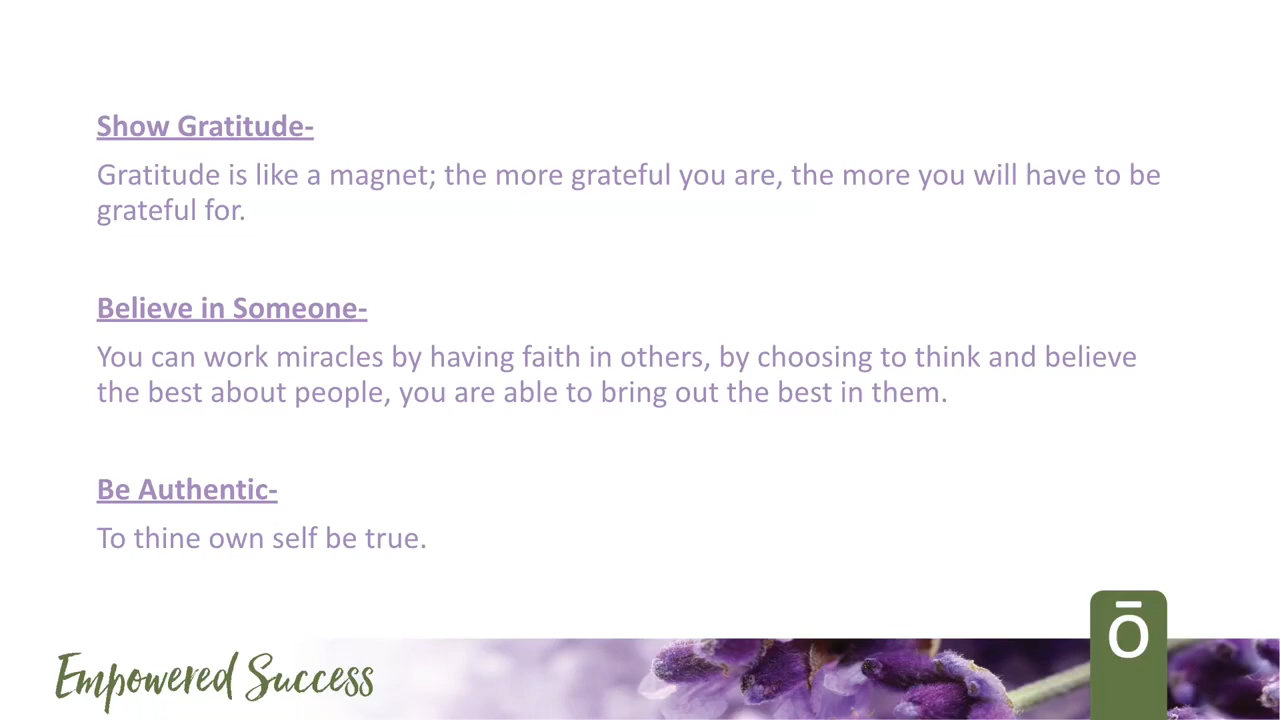 Show Gratitude-
Gratitude is like a magnet; the more grateful you are, the more you will have to be
grateful for.
Believe in Someone-
You can work miracles by having faith in others, by choosing to think and believe
the best about people, you are able to bring out the best in them.
Be Authentic-
To thine own self be true.
ō
Empowered Success